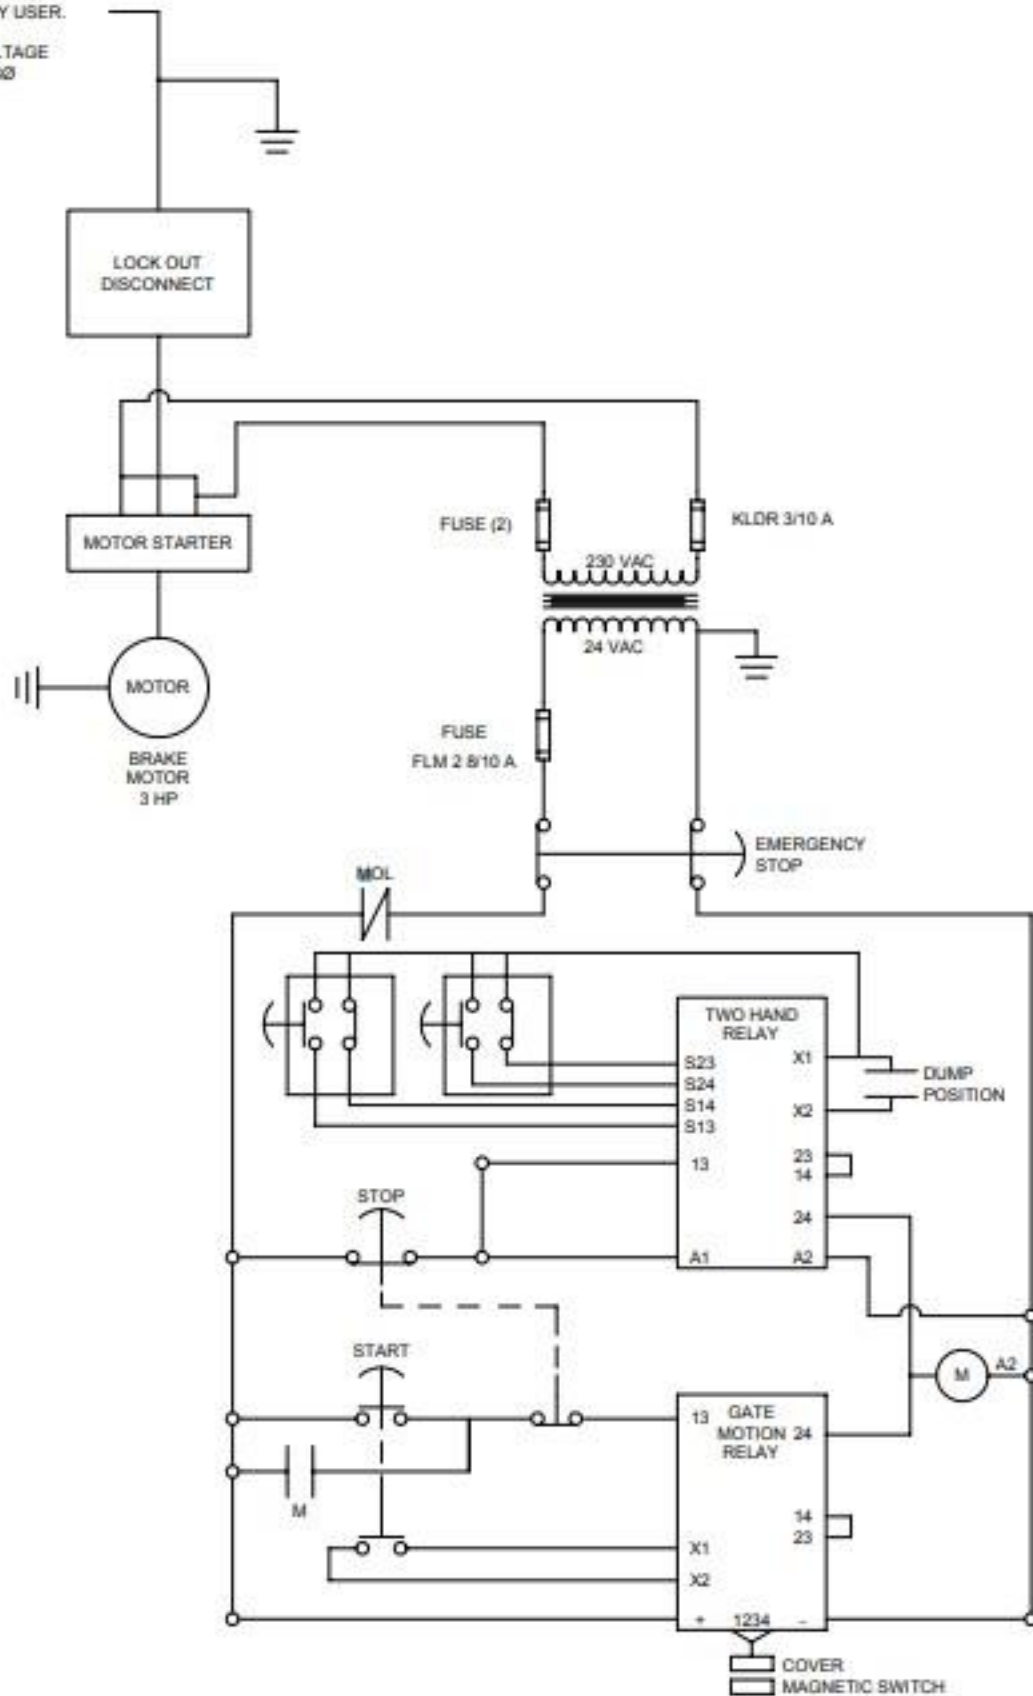 Y USER.
LTAGE
Ø
LOCK OUT
DISCONNECT
MOTOR STARTER
MOTOR
BRAKE
MOTOR
3 HP
FUSE (2)
KLDR 3/10 A
230 VAC
24 VAC
FUSE
FLM 2 8/10 A
EMERGENCY
STOP
MOL
TWO HAND
RELAY
S23
S24
S14
S13
13
A1
X1
X2
23
14
24
A2
DUMP
POSITION
STOP
START
M
M
A2
GATE
MOTION
RELAY
13
24
14
23
X1
X2
+ 1234 -
COVER
MAGNETIC SWITCH